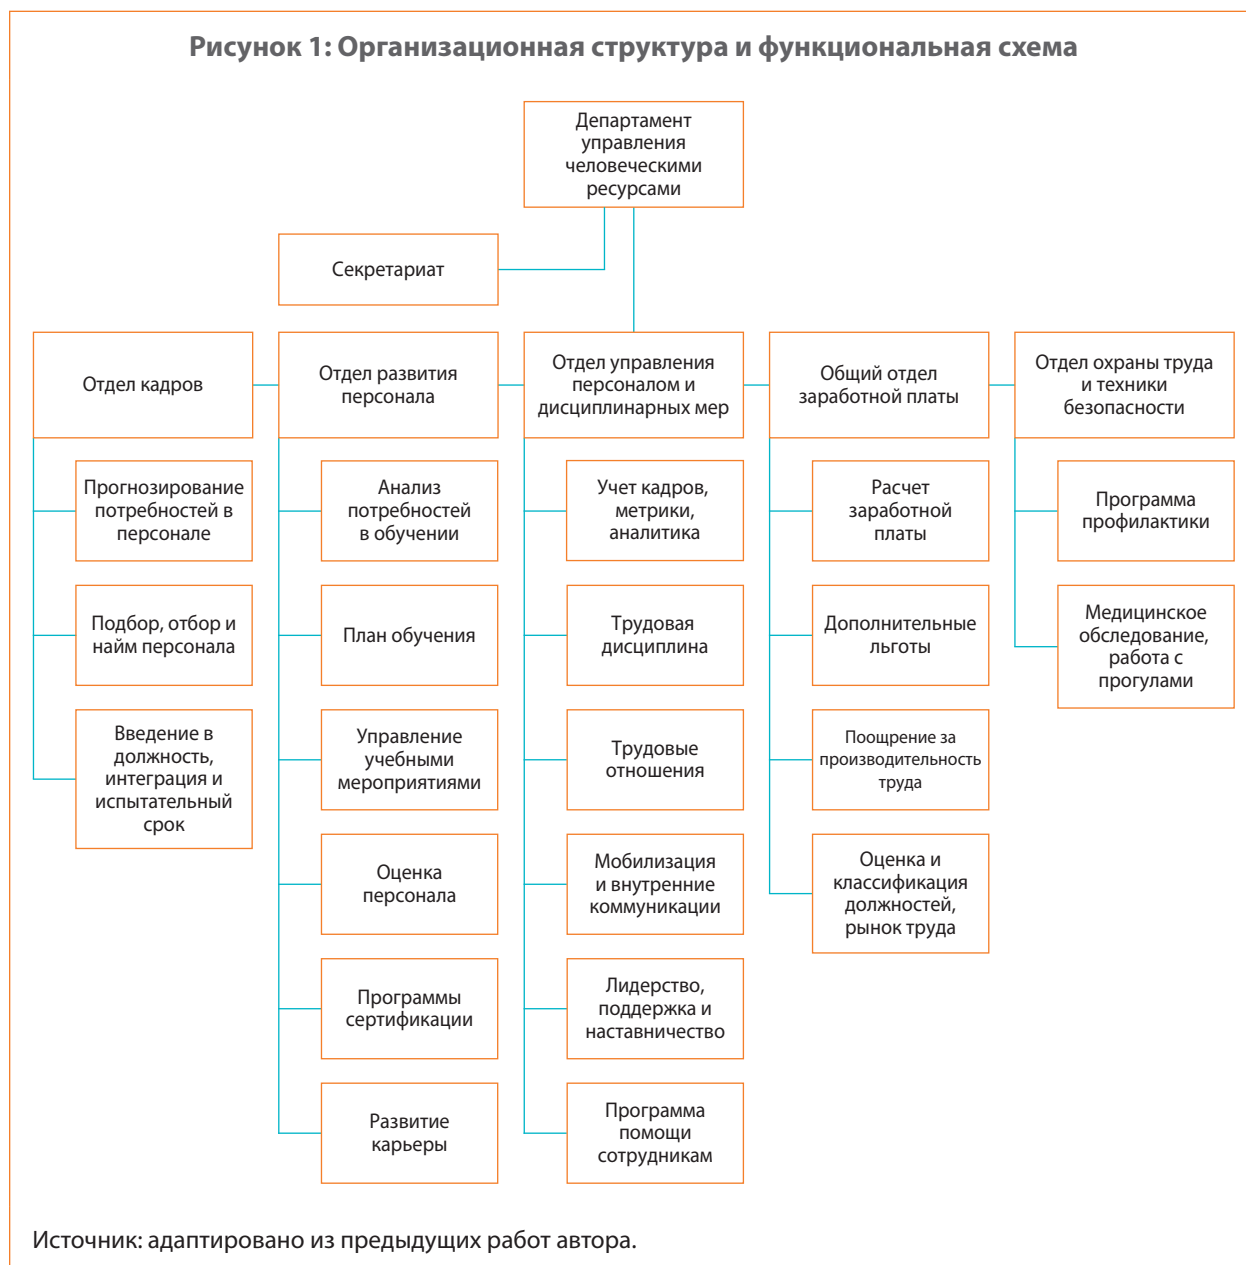 Рисунок 1: Организационная структура и функциональная схема
Департамент
управления
человеческими
ресурсами
Секретариат
Отдел кадров
Отдел развития
персонала
Отдел управления
персоналом и
дисциплинарных мер
Общий отдел
заработной платы
Отдел охраны труда
и техники
безопасности
Прогнозирование
потребностей в
персонале
Подбор, отбор и
найм персонала
Введение в
должность,
интеграция и
испытательный
срок
Анализ
потребностей
в обучении
План обучения
Управление
учебными
мероприятиями
Оценка
персонала
Программы
сертификации
Развитие
карьеры
Учет кадров,
метрики,
аналитика
Трудовая
дисциплина
Трудовые
отношения
Мобилизация
и внутренние
коммуникации
Лидерство,
поддержка и
наставничество
Программа
помощи
сотрудникам
Расчет
заработной
платы
Дополнительные
льготы
Поощрение за
производительность
труда
Оценка и
классификация
должностей,
рынок труда
Программа
профилактики
Медицинское
обследование,
работа с
прогулами
Источник: адаптировано из предыдущих работ автора.